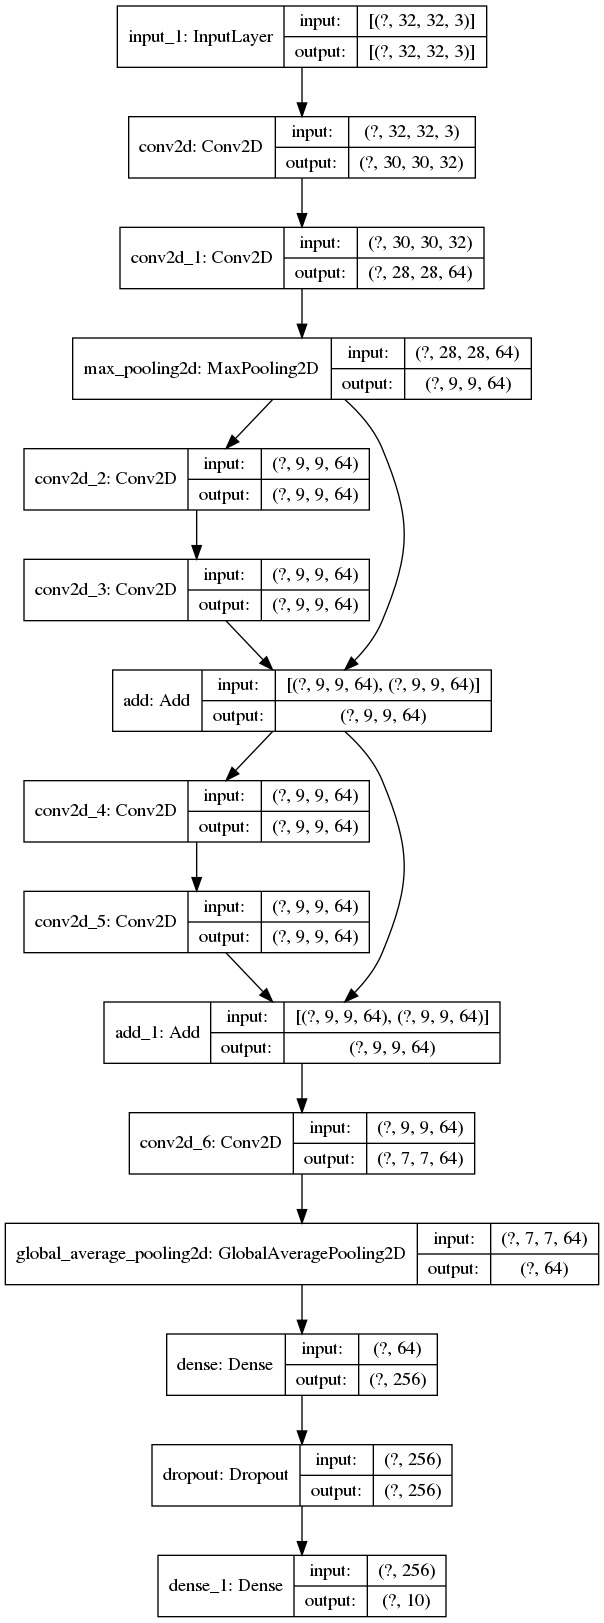 input_1: InputLayer input: [(?, 32, 32, 3)]
output: [(?, 32, 32, 3)]
conv2d: Conv2D input: (?, 32, 32, 3)
output: (?, 30, 30, 32)
conv2d_1: Conv2D input: (?, 30, 30, 32)
output: (?, 28, 28, 64)
max_pooling2d: MaxPooling2D input: (?, 28, 28, 64)
output: (?, 9, 9, 64)
conv2d_2: Conv2D input: (?, 9, 9, 64)
output: (?, 9, 9, 64)
conv2d_3: Conv2D input: (?, 9, 9, 64)
output: (?, 9, 9, 64)
add: Add input: [(?, 9, 9, 64), (?, 9, 9, 64)]
output: (?, 9, 9, 64)
conv2d_4: Conv2D input: (?, 9, 9, 64)
output: (?, 9, 9, 64)
conv2d_5: Conv2D input: (?, 9, 9, 64)
output: (?, 9, 9, 64)
add_1: Add input: [(?, 9, 9, 64), (?, 9, 9, 64)]
output: (?, 9, 9, 64)
conv2d_6: Conv2D input: (?, 9, 9, 64)
output: (?, 7, 7, 64)
global_average_pooling2d: GlobalAveragePooling2D input: (?, 7, 7, 64)
output: (?, 64)
dense: Dense input: (?, 64)
output: (?, 256)
dropout: Dropout input: (?, 256)
output: (?, 256)
dense_1: Dense input: (?, 256)
output: (?, 10)